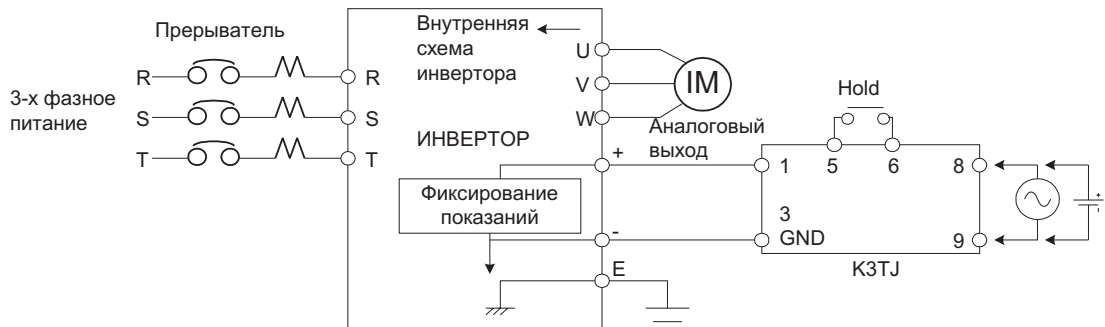 Прерыватель
3-х фазное
питание
R
S
T
R
S
T
Внутренняя
схема
инвертора
U
V
W
IM
ИНВЕРТОР
Аналоговый
выход
+
-
E
Фиксирование
показаний
Hold
1
5
6
8
3
GND
9
K3TJ
+
-